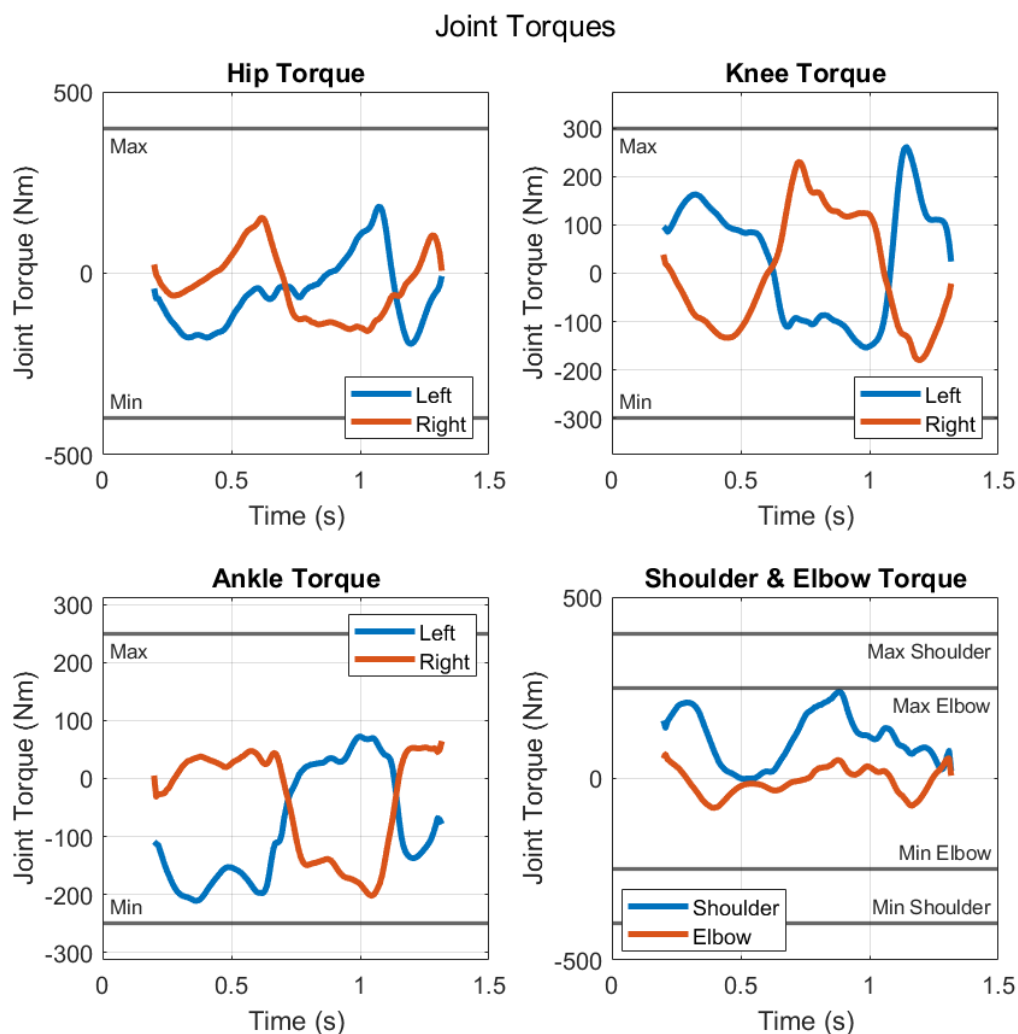 Joint Torques
Hip Torque
Joint Torque (Nm)
500
0
-500
Max
Min
Left
Right
0
0.5
1
1.5
Time (s)
Knee Torque
Joint Torque (Nm)
300
200
100
0
-100
-200
-300
Max
Min
Left
Right
0
0.5
1
1.5
Time (s)
Ankle Torque
Joint Torque (Nm)
300
200
100
0
-100
-200
-300
Max
Min
Left
Right
0
0.5
1
1.5
Time (s)
Shoulder & Elbow Torque
Joint Torque (Nm)
500
0
-500
Max Shoulder
Max Elbow
Min Elbow
Min Shoulder
Shoulder
Elbow
0
0.5
1
1.5
Time (s)